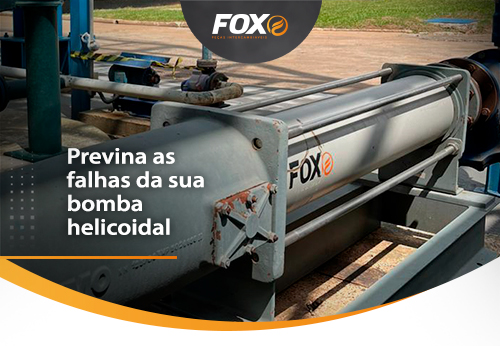 FOX
PEÇAS INTERCAMBIÁVEIS
FOX
Previna as
falhas da sua
bomba
helicoidal